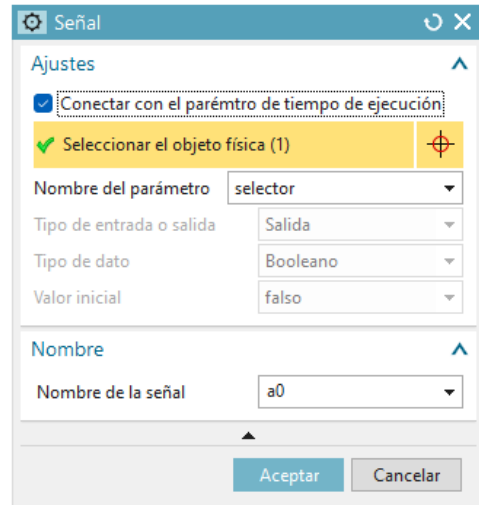 Señal
Ajustes
Conectar con el parémtro de tiempo de ejecución
Seleccionar el objeto física (1)
Nombre del parámetro selector
Tipo de entrada o salida Salida
Tipo de dato Booleano
Valor inicial falso
Nombre
Nombre de la señal a0
Aceptar Cancelar